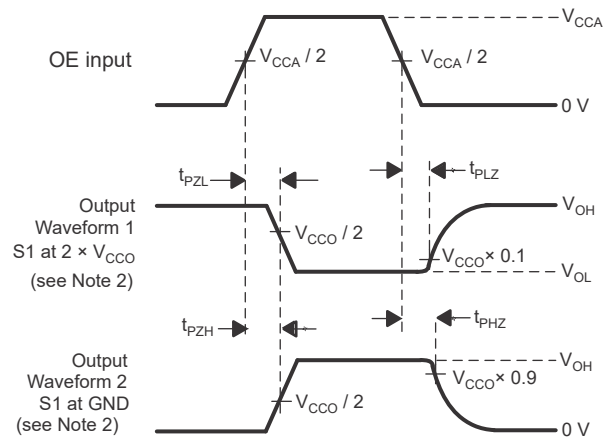 V_CCA
OE input
V_CCA / 2
V_CCA / 2
0 V
t_PZL
t_PLZ
Output
Waveform 1
S1 at 2 × V_CCO
(see Note 2)
V_OH
V_CCO / 2
V_CCO × 0.1
V_OL
t_PZH
t_PHZ
Output
Waveform 2
S1 at GND
(see Note 2)
V_OH
V_CCO × 0.9
V_CCO / 2
0 V